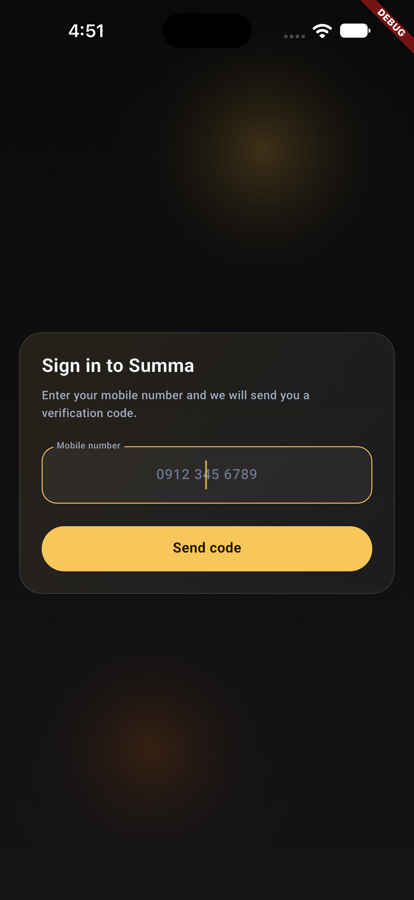 4:51
DEBUG
Sign in to Summa
Enter your mobile number and we will send you a
verification code.
Mobile number
0912 345 6789
Send code